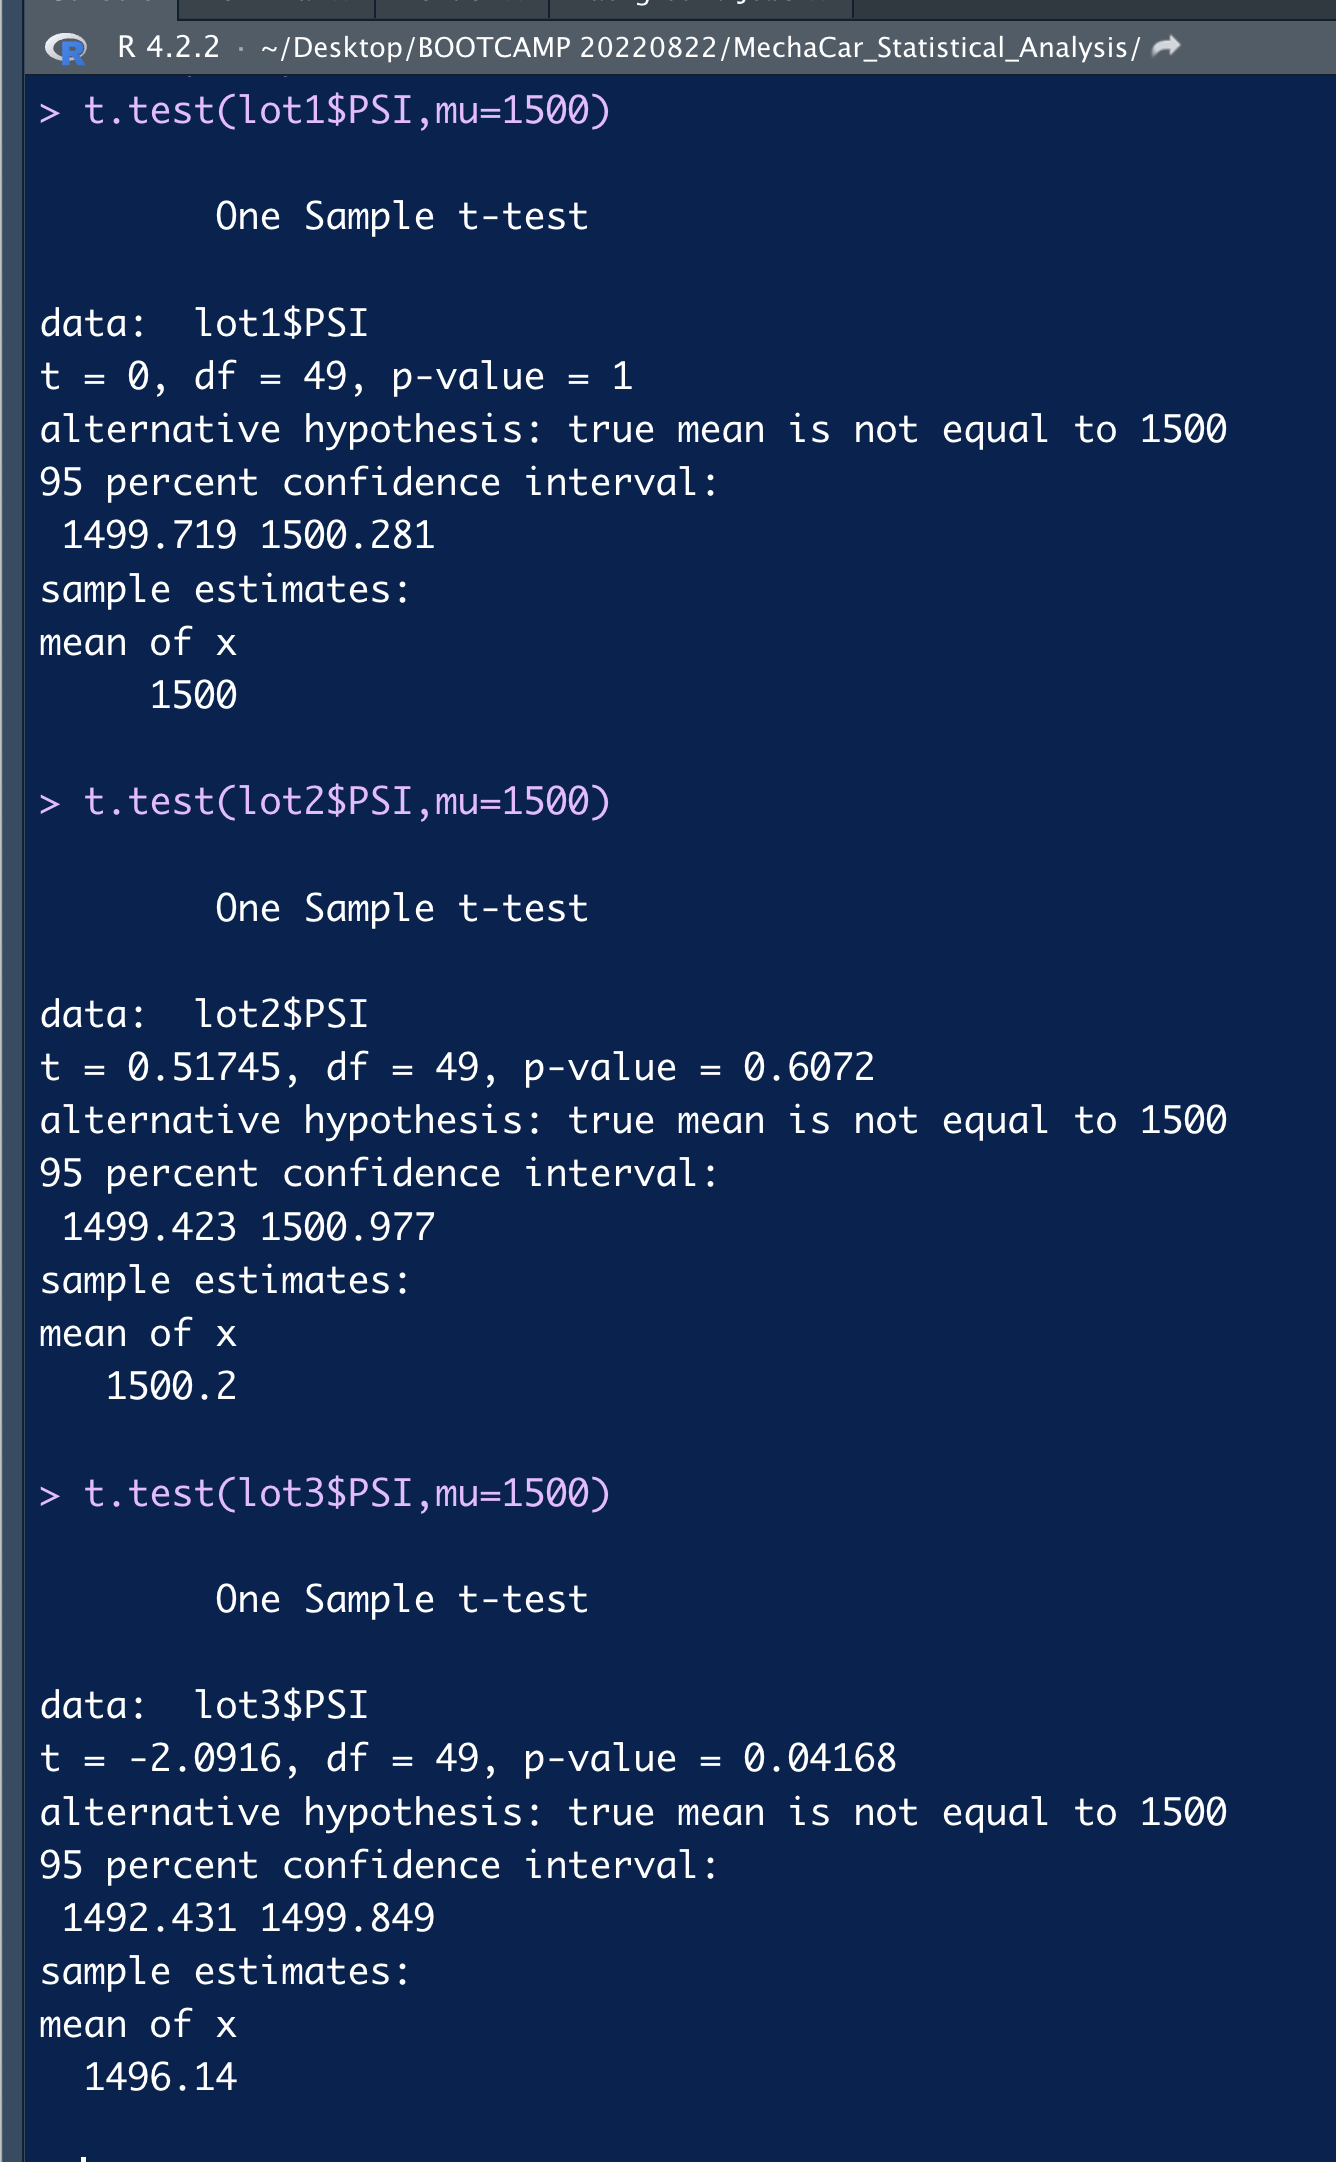 R 4.2.2 · ~/Desktop/BOOTCAMP 20220822/MechaCar_Statistical_Analysis/
> t.test(lot1$PSI,mu=1500)
One Sample t-test
data:  lot1$PSI
t = 0, df = 49, p-value = 1
alternative hypothesis: true mean is not equal to 1500
95 percent confidence interval:
1499.719 1500.281
sample estimates:
mean of x
1500
> t.test(lot2$PSI,mu=1500)
One Sample t-test
data:  lot2$PSI
t = 0.51745, df = 49, p-value = 0.6072
alternative hypothesis: true mean is not equal to 1500
95 percent confidence interval:
1499.423 1500.977
sample estimates:
mean of x
1500.2
> t.test(lot3$PSI,mu=1500)
One Sample t-test
data:  lot3$PSI
t = -2.0916, df = 49, p-value = 0.04168
alternative hypothesis: true mean is not equal to 1500
95 percent confidence interval:
1492.431 1499.849
sample estimates:
mean of x
1496.14